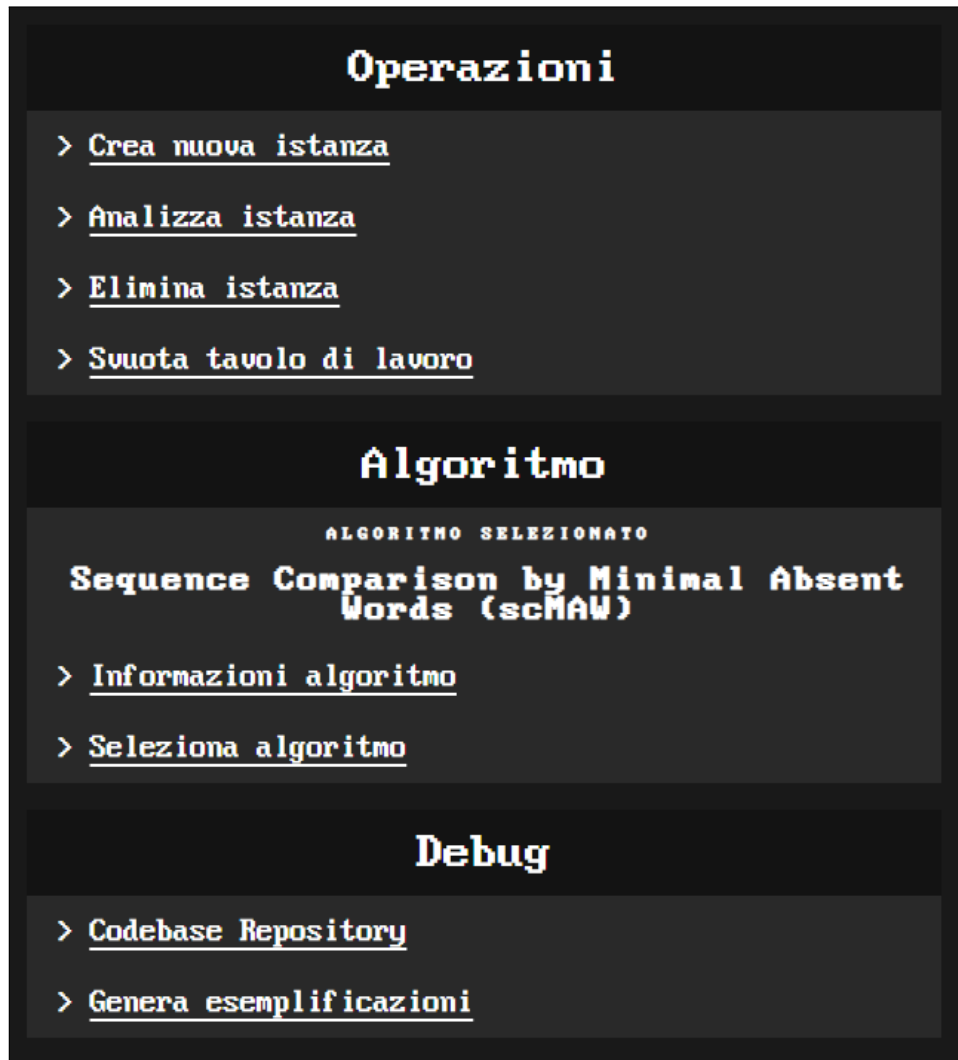 Operazioni
> Crea nuova istanza
> Analizza istanza
> Elimina istanza
> Svuota tavolo di lavoro
Algoritmo
ALGORITMO SELEZIONATO
Sequence Comparison by Minimal Absent
Words (scMAW)
> Informazioni algoritmo
> Seleziona algoritmo
Debug
> Codebase Repository
> Genera esemplificazioni